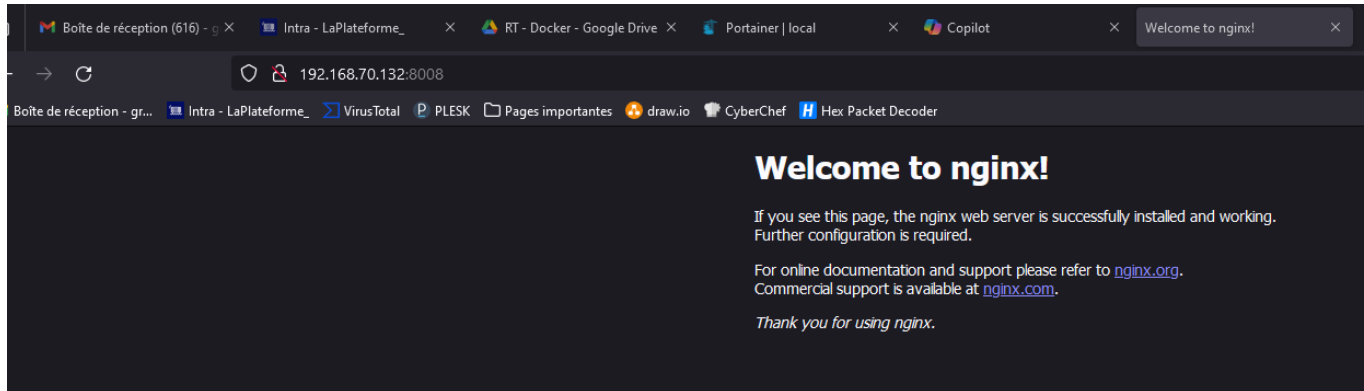 Boîte de réception (616) - g
Intra - LaPlateforme_
RT - Docker - Google Drive
Portainer | local
Copilot
Welcome to nginx!
192.168.70.132:8008
Boîte de réception - gr...
Intra - LaPlateforme_
VirusTotal
PLESK
Pages importantes
draw.io
CyberChef
Hex Packet Decoder
Welcome to nginx!
If you see this page, the nginx web server is successfully installed and working.
Further configuration is required.
For online documentation and support please refer to nginx.org.
Commercial support is available at nginx.com.
Thank you for using nginx.